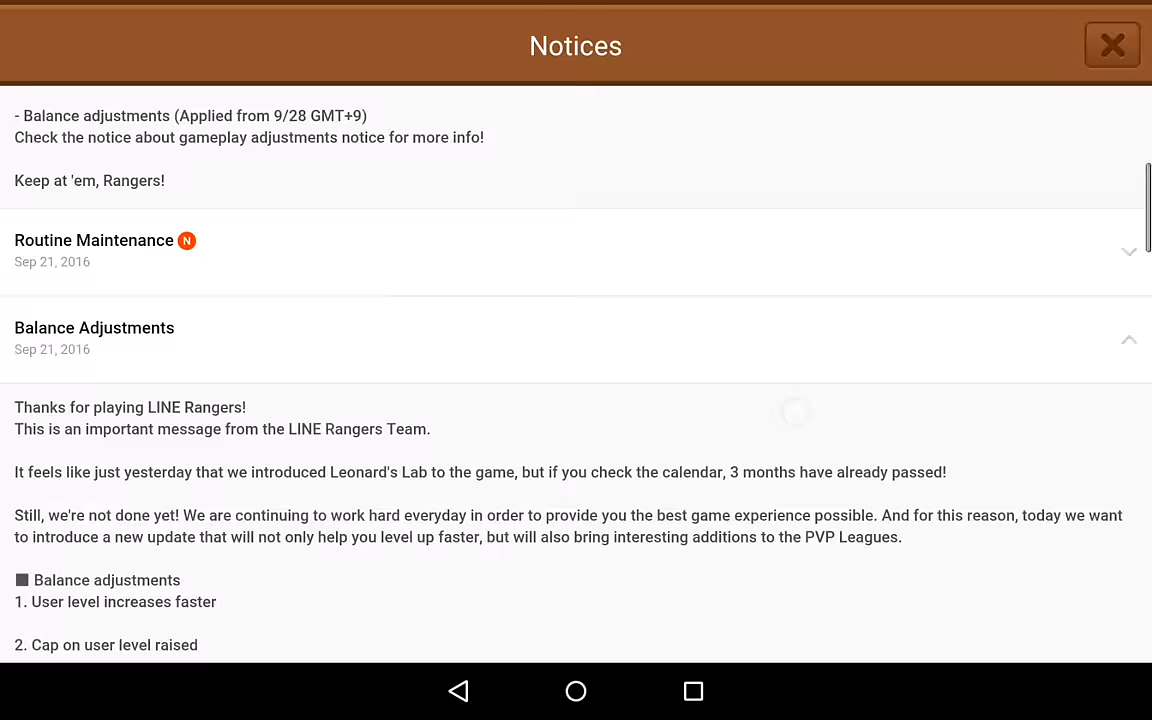 Notices
- Balance adjustments (Applied from 9/28 GMT+9)
Check the notice about gameplay adjustments notice for more info!
Keep at 'em, Rangers!
Routine Maintenance N
Sep 21, 2016
Balance Adjustments
Sep 21, 2016
Thanks for playing LINE Rangers!
This is an important message from the LINE Rangers Team.
It feels like just yesterday that we introduced Leonard's Lab to the game, but if you check the calendar, 3 months have already passed!
Still, we're not done yet! We are continuing to work hard everyday in order to provide you the best game experience possible. And for this reason, today we want
to introduce a new update that will not only help you level up faster, but will also bring interesting additions to the PVP Leagues.
■ Balance adjustments
1. User level increases faster
2. Cap on user level raised